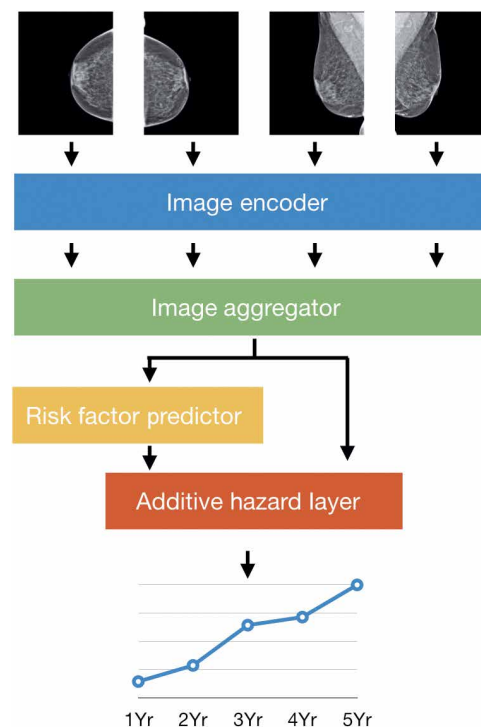 Image encoder
Image aggregator
Risk factor predictor
Additive hazard layer
1Yr 2Yr 3Yr 4Yr 5Yr